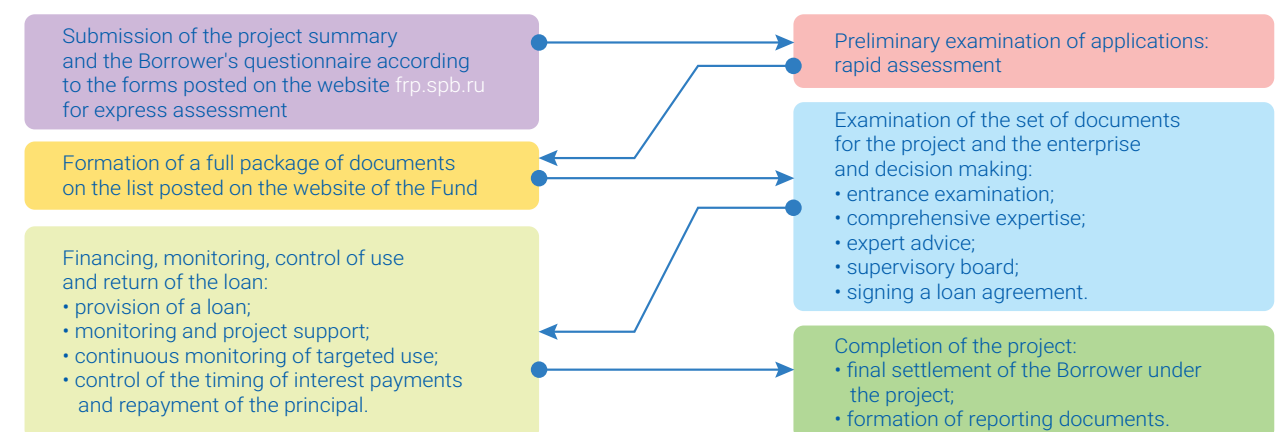 Submission of the project summary
and the Borrower's questionnaire according
to the forms posted on the website frp.spb.ru
for express assessment
Preliminary examination of applications:
rapid assessment
Formation of a full package of documents
on the list posted on the website of the Fund
Examination of the set of documents
for the project and the enterprise
and decision making:
• entrance examination;
• comprehensive expertise;
• expert advice;
• supervisory board;
• signing a loan agreement.
Financing, monitoring, control of use
and return of the loan:
• provision of a loan;
• monitoring and project support;
• continuous monitoring of targeted use;
• control of the timing of interest payments
and repayment of the principal.
Completion of the project:
• final settlement of the Borrower under
the project;
• formation of reporting documents.